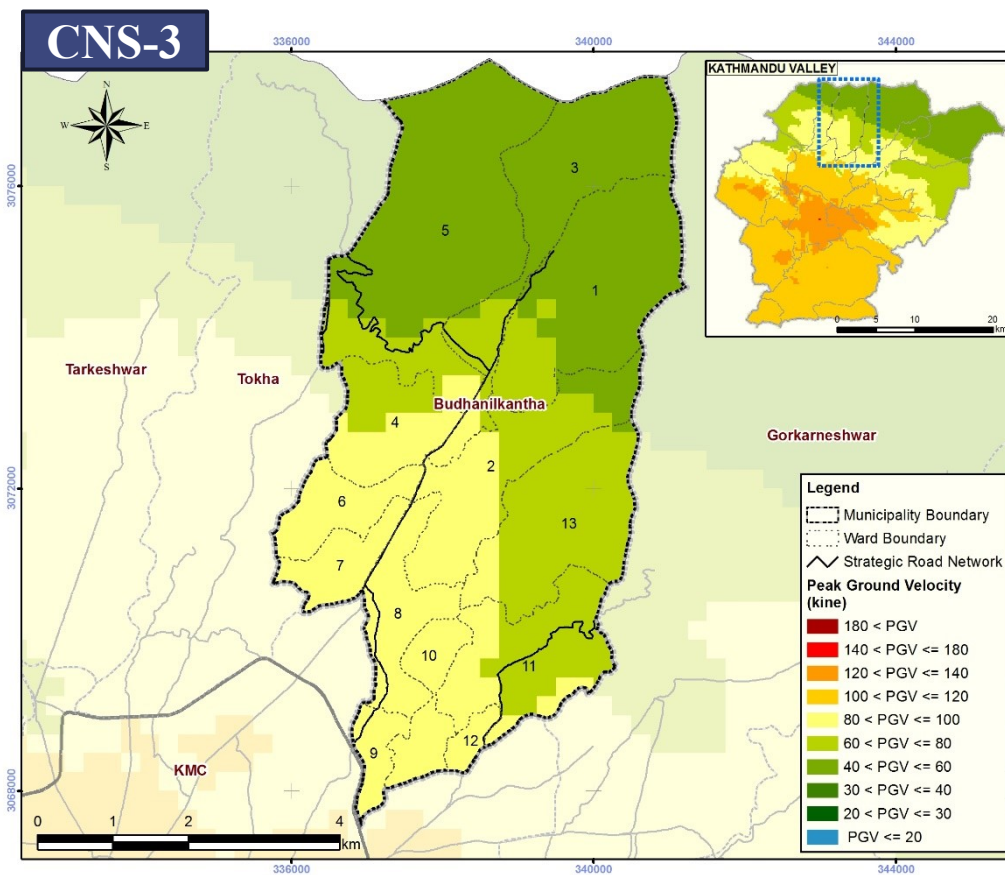 CNS-3
336000
340000
344000
N
W
E
S
KATHMANDU VALLEY
0
5
10
20
km
3076000
3
5
1
Tarkeshwar
Tokha
Budhanilkantha
4
Gorkarneshwar
2
3072000
6
13
7
8
10
11
12
9
KMC
3068000
Legend
Municipality Boundary
Ward Boundary
Strategic Road Network
Peak Ground Velocity
(kine)
180 < PGV
140 < PGV <= 180
120 < PGV <= 140
100 < PGV <= 120
80 < PGV <= 100
60 < PGV <= 80
40 < PGV <= 60
30 < PGV <= 40
20 < PGV <= 30
PGV <= 20
0
1
2
4
km
336000
340000
344000